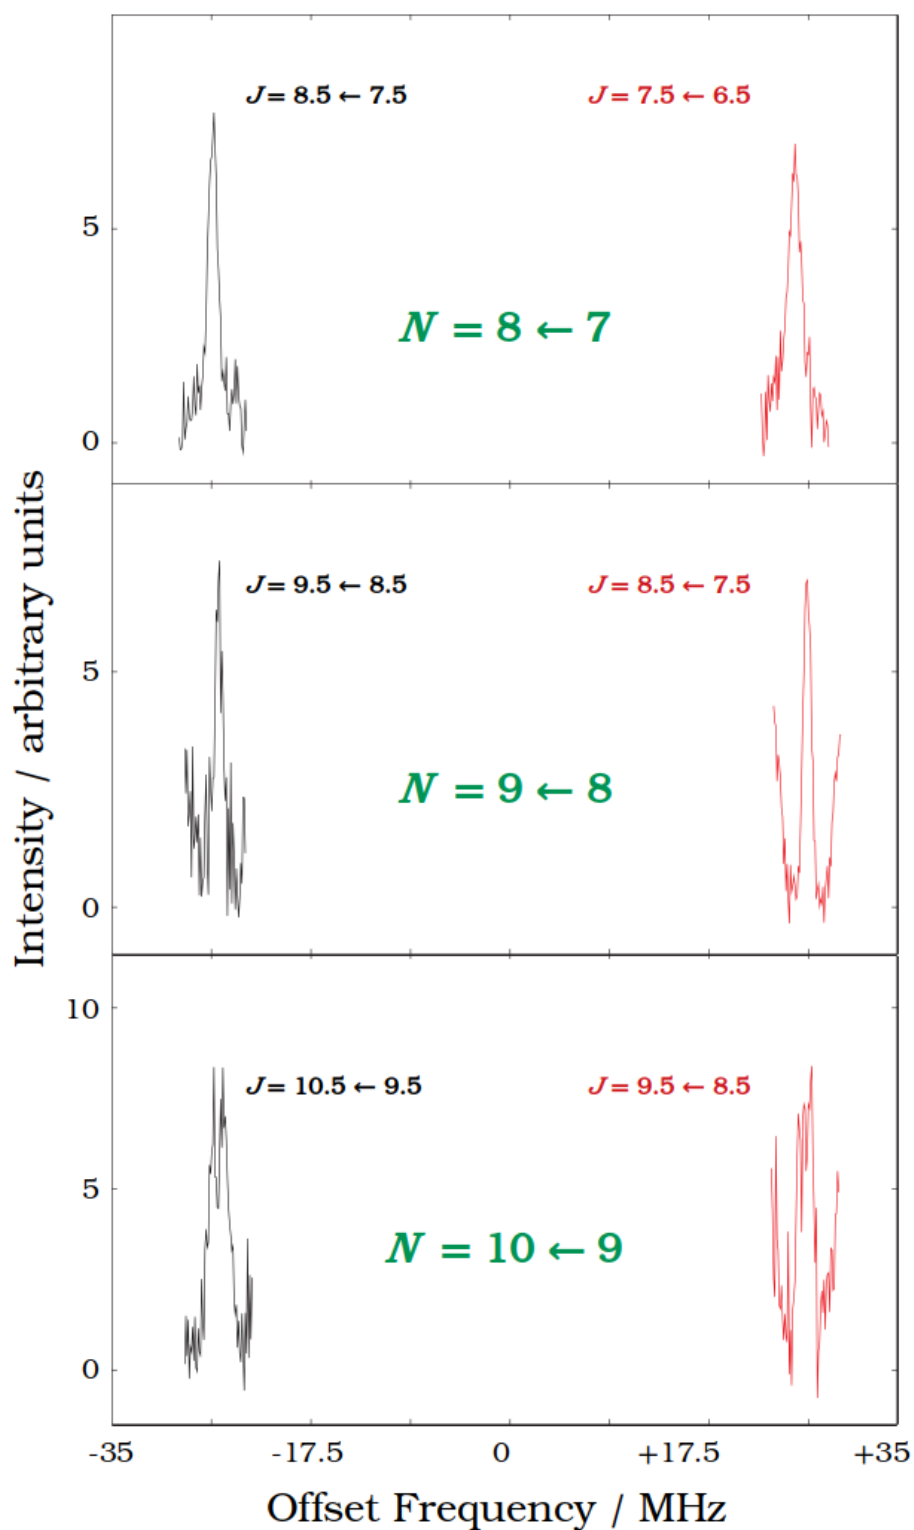 J = 8.5 ← 7.5
J = 7.5 ← 6.5
5
N = 8 ← 7
0
J = 9.5 ← 8.5
J = 8.5 ← 7.5
5
N = 9 ← 8
0
Intensity / arbitrary units
10
J = 10.5 ← 9.5
J = 9.5 ← 8.5
5
N = 10 ← 9
0
-35 -17.5 0 +17.5 +35
Offset Frequency / MHz